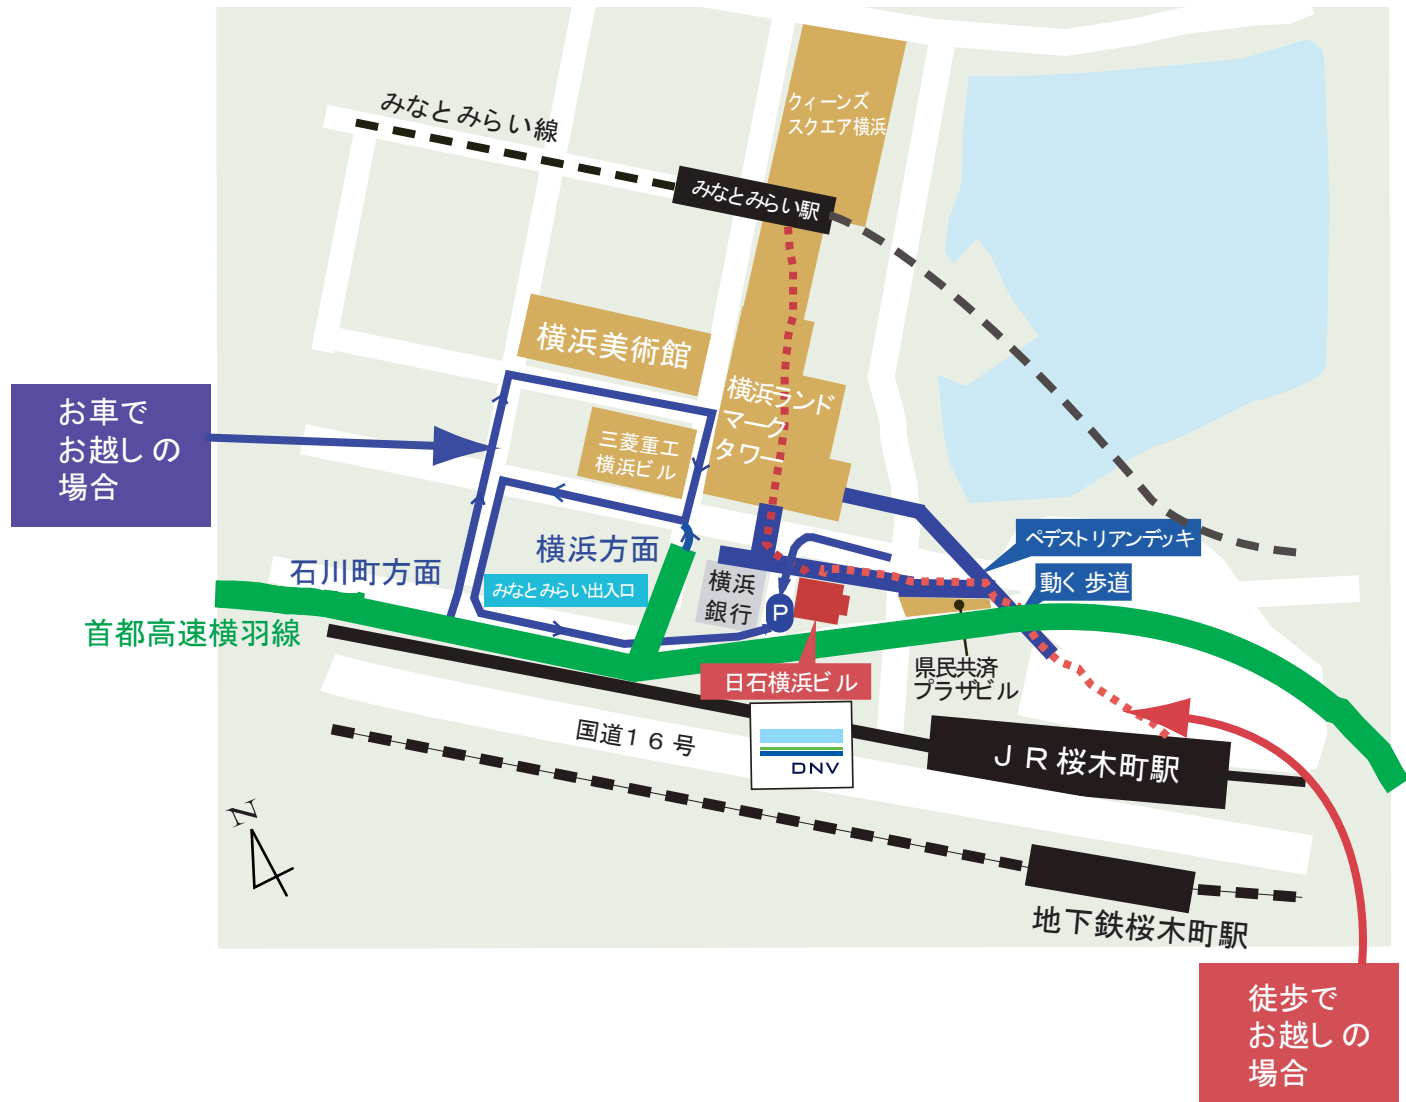 クィーンズ
スクエア横浜
みなとみらい線
みなとみらい駅
横浜美術館
横浜ランド
マーク
タワー
お車で
お越しの
場合
三菱重工
横浜ビル
ペデストリアンデッキ
動く歩道
横浜方面
石川町方面
みなとみらい出入口
横浜
銀行
P
首都高速横羽線
日石横浜ビル
県民共済
プラザビル
国道16号
DNV
JR桜木町駅
N
地下鉄桜木町駅
徒歩で
お越しの
場合